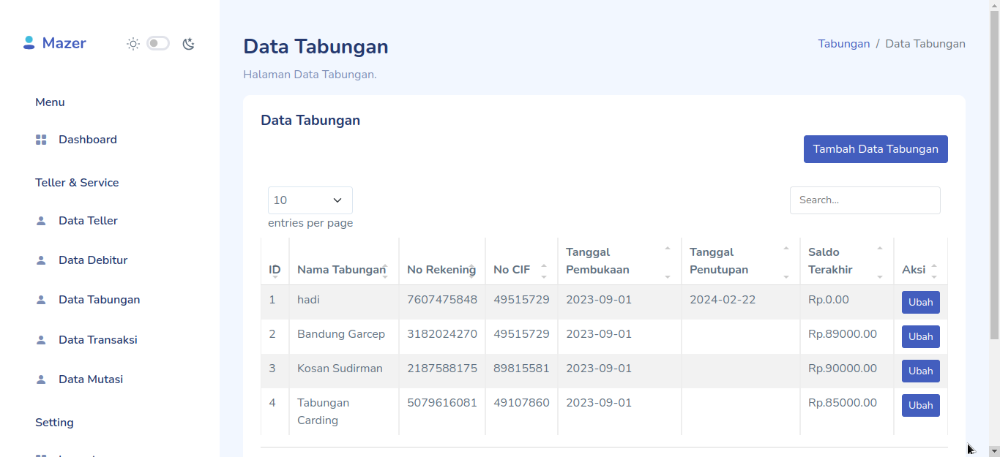 Mazer
Menu
Dashboard
Teller & Service
Data Teller
Data Debitur
Data Tabungan
Data Transaksi
Data Mutasi
Setting
Data Tabungan
Halaman Data Tabungan.
Tabungan / Data Tabungan
Data Tabungan
Tambah Data Tabungan
10
entries per page
Search...
ID Nama Tabungan No Rekening No CIF Tanggal Pembukaan Tanggal Penutupan Saldo Terakhir Aksi
1 hadi 7607475848 49515729 2023-09-01 2024-02-22 Rp.0.00 Ubah
2 Bandung Garcep 3182024270 49515729 2023-09-01 Rp.89000.00 Ubah
3 Kosan Sudirman 2187588175 89815581 2023-09-01 Rp.90000.00 Ubah
4 Tabungan Carding 5079616081 49107860 2023-09-01 Rp.85000.00 Ubah